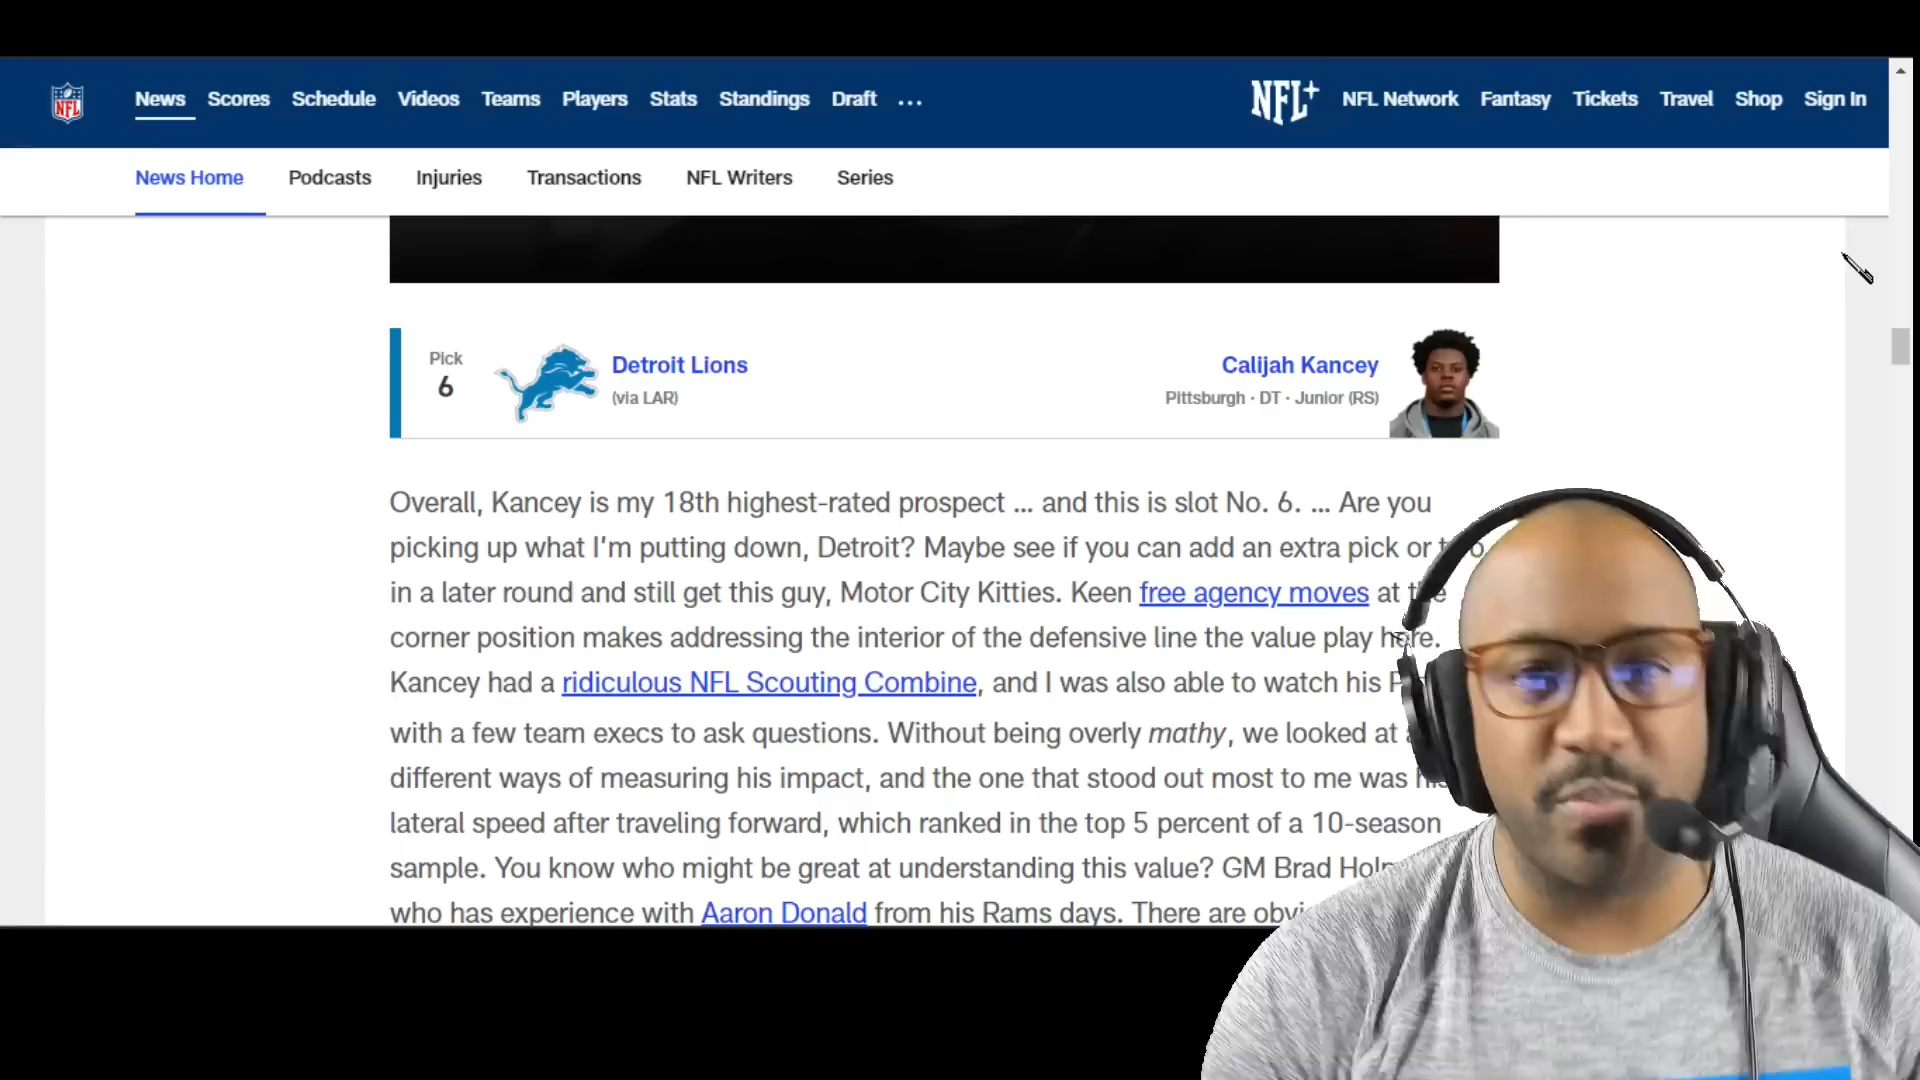 NFL
News Scores Schedule Videos Teams Players Stats Standings Draft ...
NFL+ NFL Network Fantasy Tickets Travel Shop Sign In
News Home Podcasts Injuries Transactions NFL Writers Series
Pick
6
Detroit Lions
(via LAR)
Calijah Kancey
Pittsburgh · DT · Junior (RS)
Overall, Kancey is my 18th highest-rated prospect ... and this is slot No. 6. ... Are you
picking up what I'm putting down, Detroit? Maybe see if you can add an extra pick or
in a later round and still get this guy, Motor City Kitties. Keen free agency moves at
corner position makes addressing the interior of the defensive line the value play here.
Kancey had a ridiculous NFL Scouting Combine, and I was also able to watch his
with a few team execs to ask questions. Without being overly mathy, we looked at
different ways of measuring his impact, and the one that stood out most to me was his
lateral speed after traveling forward, which ranked in the top 5 percent of a 10-season
sample. You know who might be great at understanding this value? GM Brad
who has experience with Aaron Donald from his Rams days. There are